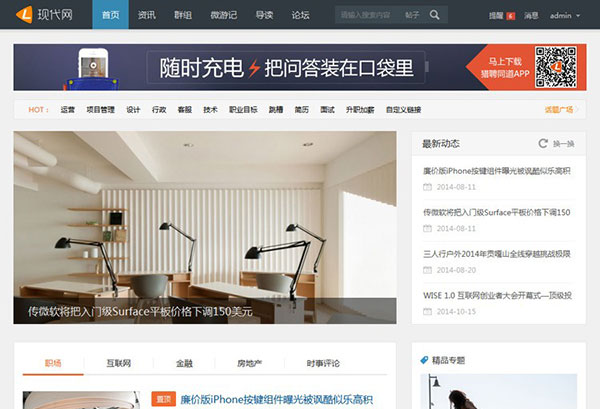 现代网 首页 资讯 群组 微游记 导读 论坛 请输入搜索内容 帖子 提醒 6 消息 admin
随时充电 把问答装在口袋里
马上下载
猎聘同道APP
HOT： 运营 项目管理 设计 行政 客服 技术 职业目标 跳槽 简历 面试 升职加薪 自定义链接 话题广场
最新动态 换一换
廉价版iPhone按键组件曝光被讽酷似乐高积
2014-08-11
传微软将把入门级Surface平板价格下调150
2014-08-11
三人行户外2014年贡嘎山全线穿越挑战极限
2014-08-20
WISE 1.0 互联网创业者大会开幕式—顶级投
2014-10-15
传微软将把入门级Surface平板价格下调150美元
职场 互联网 金融 房地产 时事评论
置顶 廉价版iPhone按键组件曝光被讽酷似乐高积
精品专题